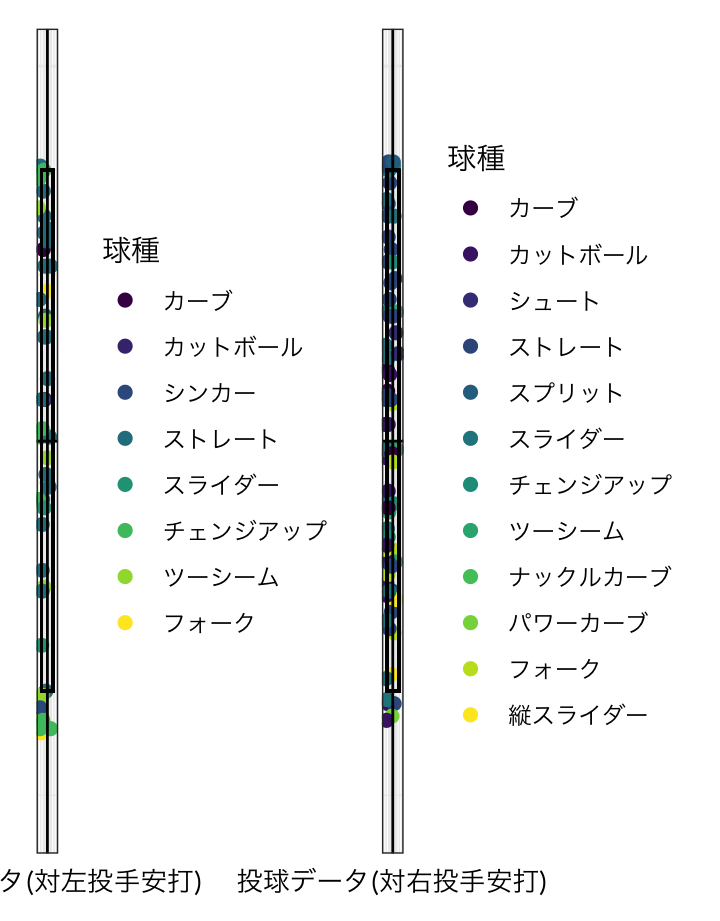 球種
カーブ
カットボール
シンカー
ストレート
スライダー
チェンジアップ
ツーシーム
フォーク
タ(対左投手安打)
球種
カーブ
カットボール
シュート
ストレート
スプリット
スライダー
チェンジアップ
ツーシーム
ナックルカーブ
パワーカーブ
フォーク
縦スライダー
投球データ(対右投手安打)